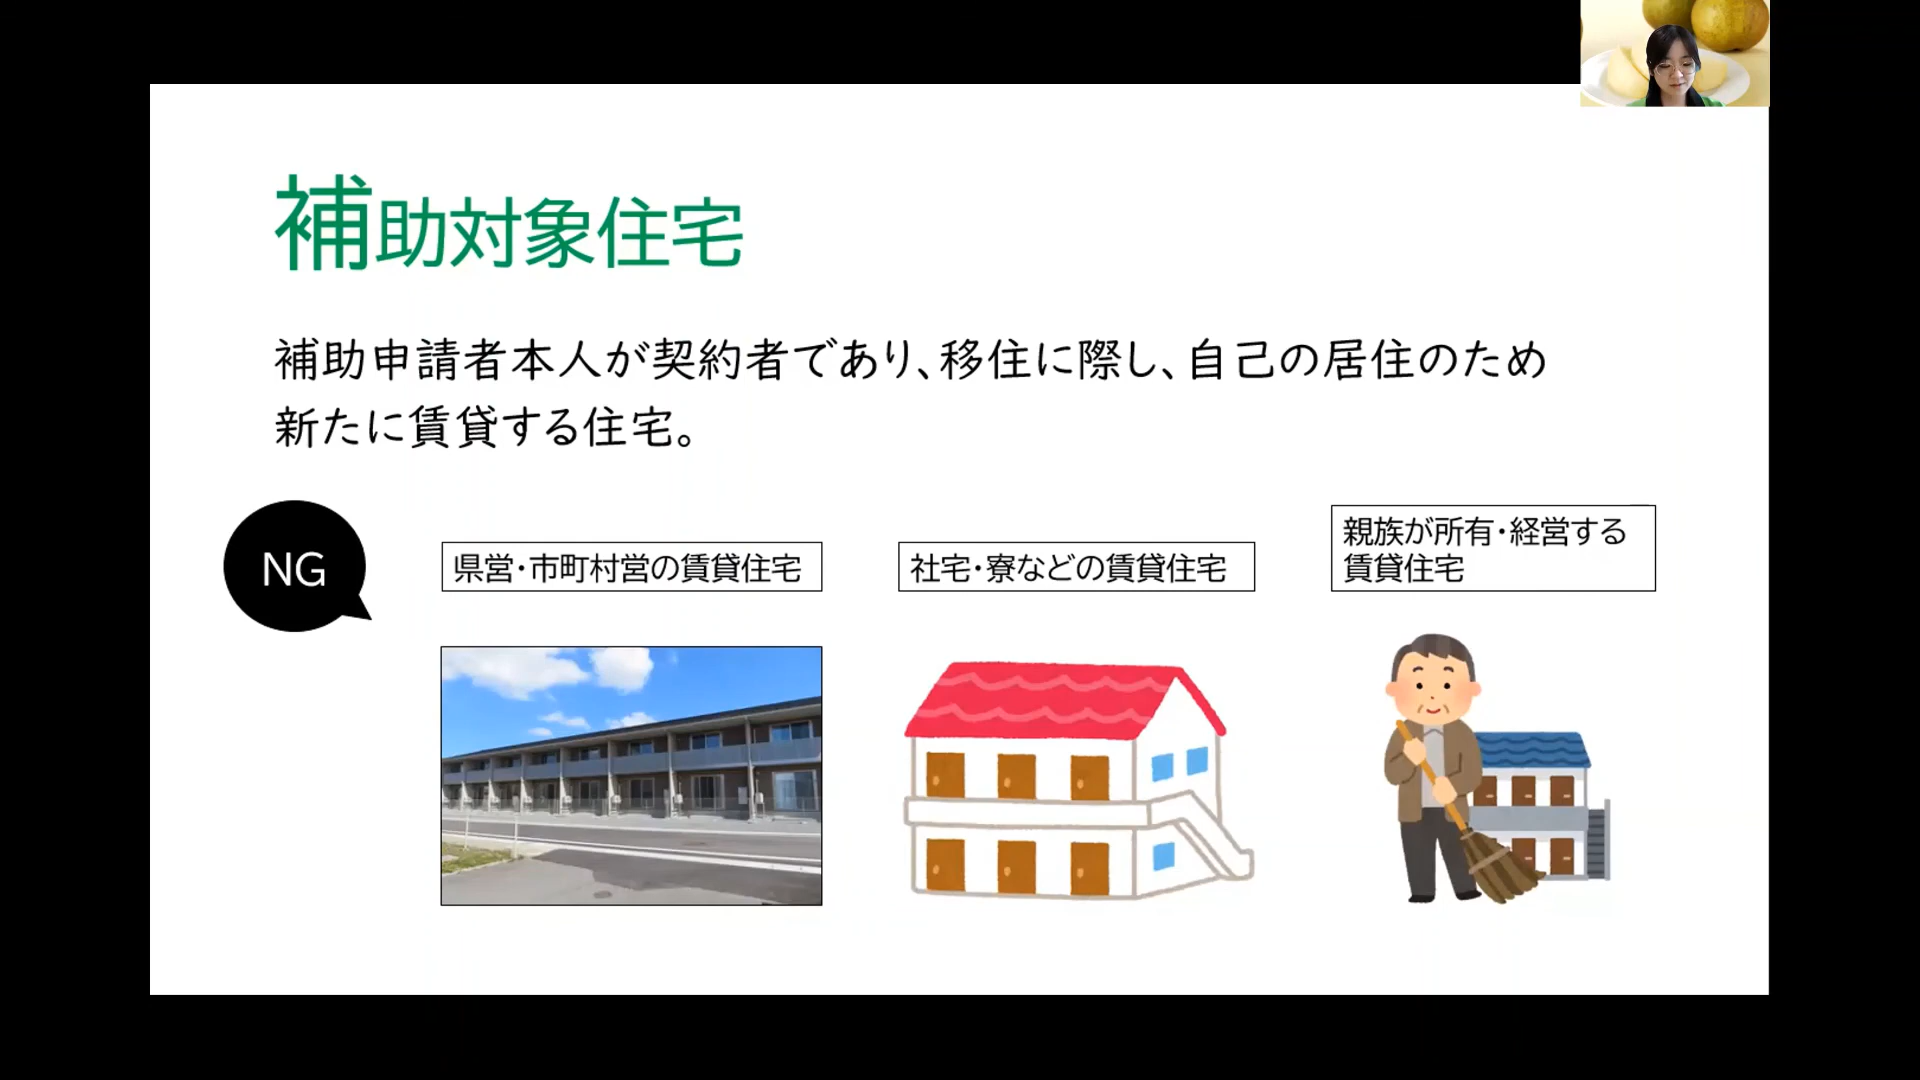 補助対象住宅
補助申請者本人が契約者であり、移住に際し、自己の居住のため
新たに賃貸する住宅。
NG
県営・市町村営の賃貸住宅
社宅・寮などの賃貸住宅
親族が所有・経営する
賃貸住宅